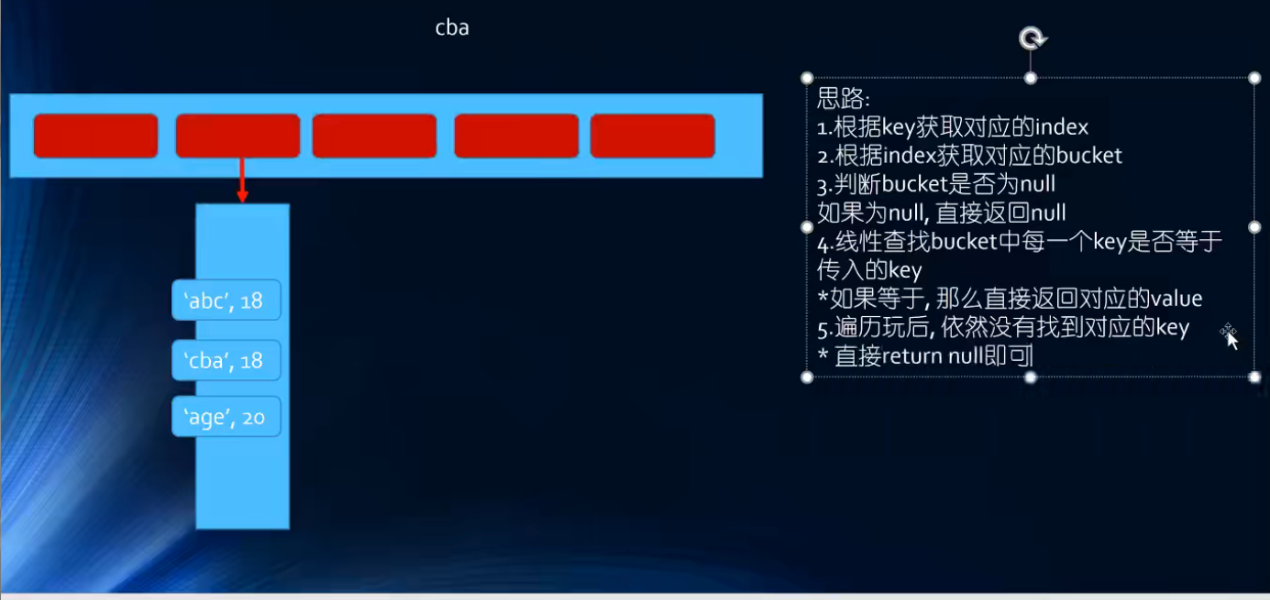 cba
思路:
1.根据key获取对应的index
2.根据index获取对应的bucket
3.判断bucket是否为null
如果为null, 直接返回null
4.线性查找bucket中每一个key是否等于
传入的key
*如果等于, 那么直接返回对应的value
5.遍历玩后, 依然没有找到对应的key
* 直接return null即可
‘abc’, 18
‘cba’, 18
‘age’, 20